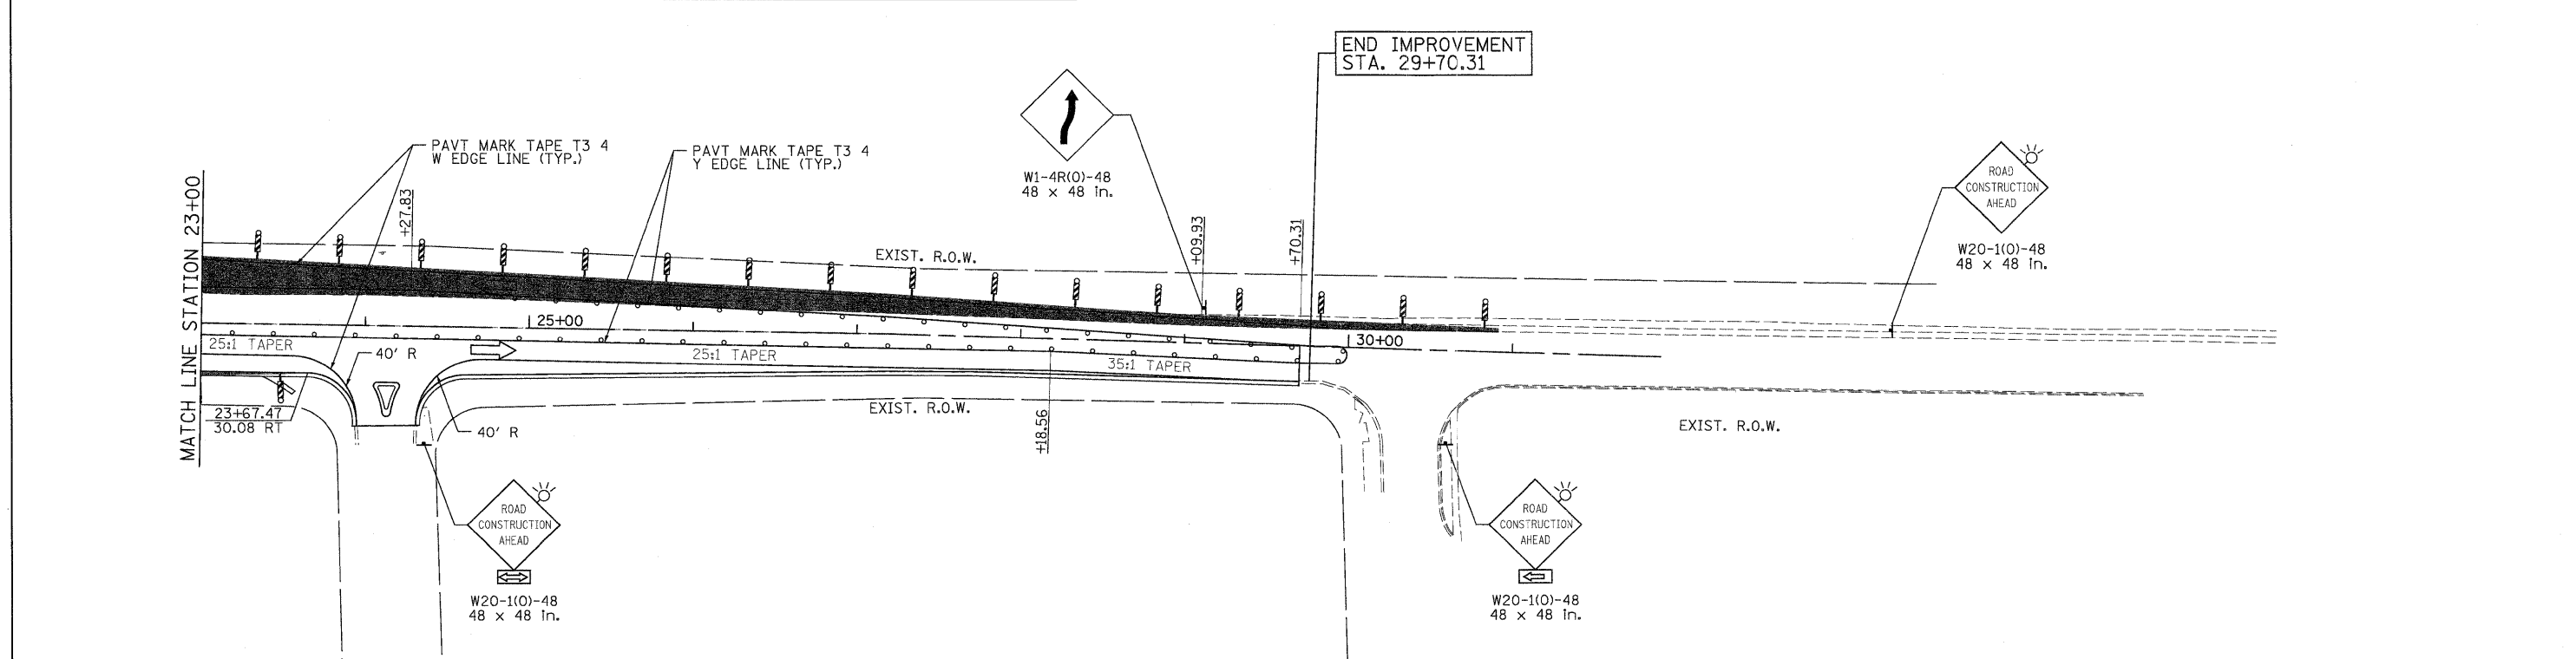 END IMPROVEMENT
STA. 29+70.31
PAVT MARK TAPE T3 4
W EDGE LINE (TYP.)
PAVT MARK TAPE T3 4
Y EDGE LINE (TYP.)
W1-4R(O)-48
48 x 48 in.
ROAD
CONSTRUCTION
AHEAD
W20-1(O)-48
48 x 48 in.
MATCH LINE STATION 23+00
+27.83
+09.93
+70.31
EXIST. R.O.W.
25+00
30+00
25:1 TAPER
40' R
25:1 TAPER
35:1 TAPER
23+67.47
30.08 RT
40' R
EXIST. R.O.W.
+18.56
EXIST. R.O.W.
ROAD
CONSTRUCTION
AHEAD
W20-1(O)-48
48 x 48 in.
ROAD
CONSTRUCTION
AHEAD
W20-1(O)-48
48 x 48 in.